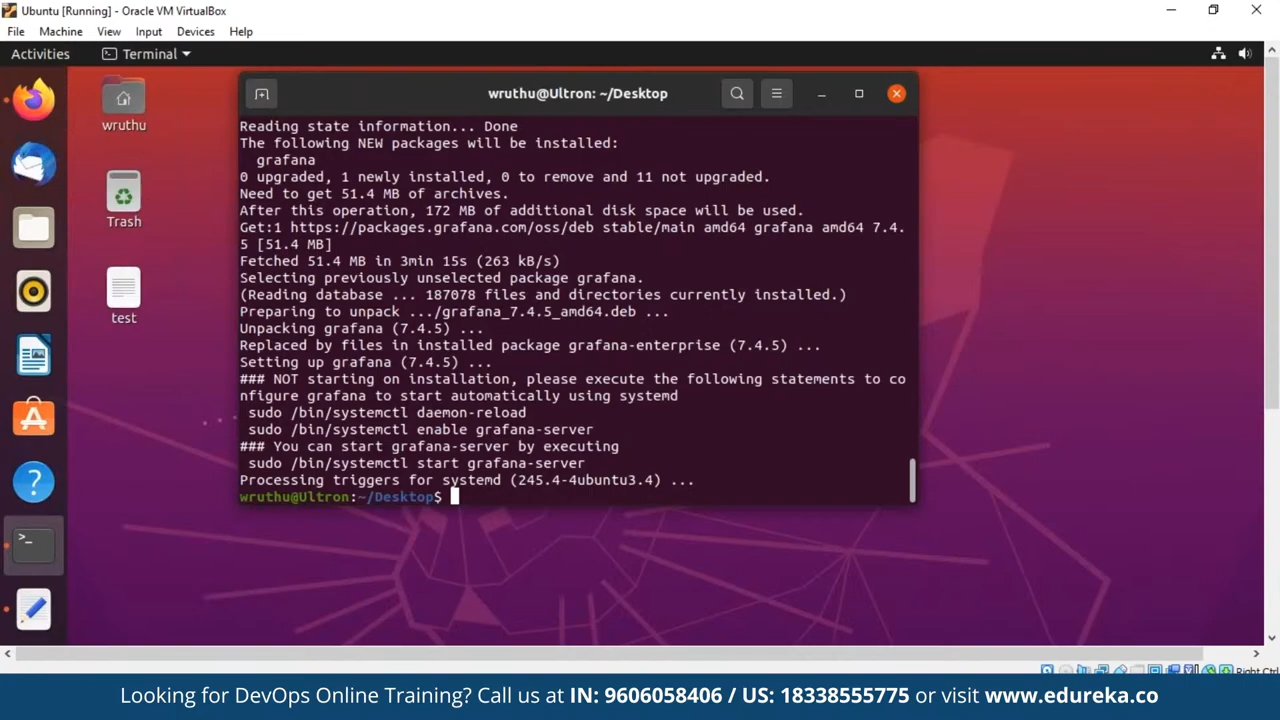 Ubuntu [Running] - Oracle VM VirtualBox
File Machine View Input Devices Help
Activities Terminal
wruthu@Ultron: ~/Desktop
wruthu
Trash
test
Reading state information... Done
The following NEW packages will be installed:
grafana
0 upgraded, 1 newly installed, 0 to remove and 11 not upgraded.
Need to get 51.4 MB of archives.
After this operation, 172 MB of additional disk space will be used.
Get:1 https://packages.grafana.com/oss/deb stable/main amd64 grafana amd64 7.4.
5 [51.4 MB]
Fetched 51.4 MB in 3min 15s (263 kB/s)
Selecting previously unselected package grafana.
(Reading database ... 187078 files and directories currently installed.)
Preparing to unpack .../grafana_7.4.5_amd64.deb ...
Unpacking grafana (7.4.5) ...
Replaced by files in installed package grafana-enterprise (7.4.5) ...
Setting up grafana (7.4.5) ...
### NOT starting on installation, please execute the following statements to co
nfigure grafana to start automatically using systemd
sudo /bin/systemctl daemon-reload
sudo /bin/systemctl enable grafana-server
### You can start grafana-server by executing
sudo /bin/systemctl start grafana-server
Processing triggers for systemd (245.4-4ubuntu3.4) ...
wruthu@Ultron:~/Desktop$
Right Ctrl
Looking for DevOps Online Training? Call us at IN: 9606058406 / US: 18338555775 or visit www.edureka.co